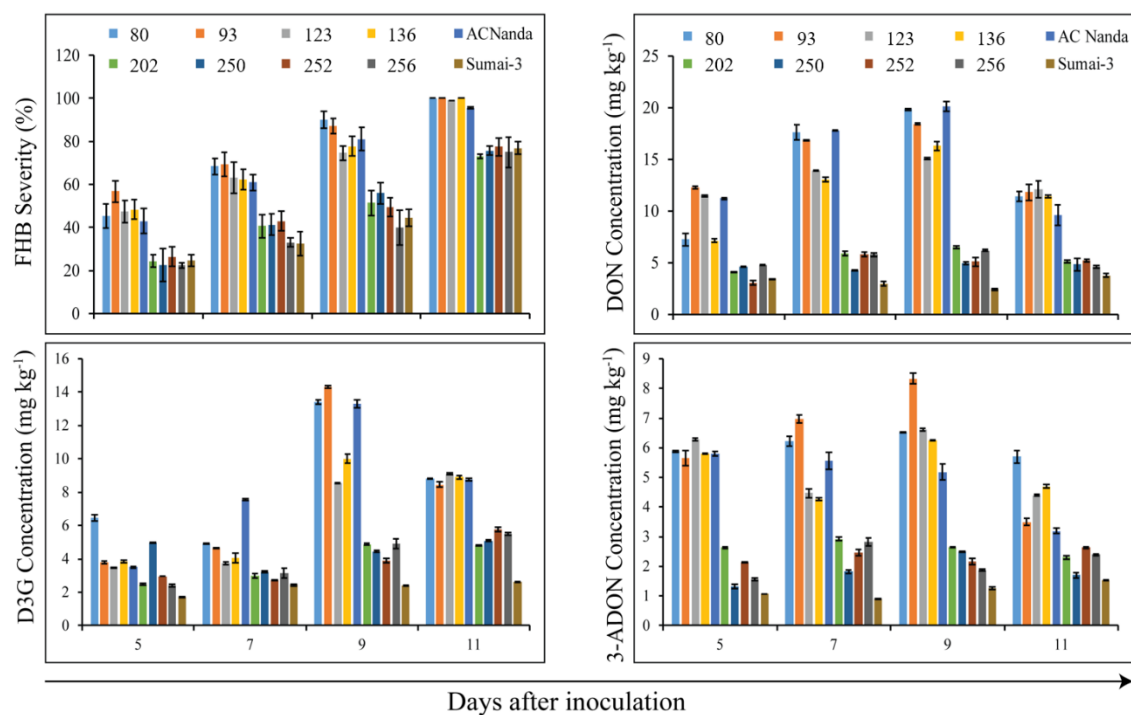 80 93 123 136 ACNanda
202 250 252 256 Sumai-3
FHB Severity (%)
120
100
80
60
40
20
0
80 93 123 136 AC Nanda
202 250 252 256 Sumai-3
DON Concentration (mg kg⁻¹)
25
20
15
10
5
0
D3G Concentration (mg kg⁻¹)
16
14
12
10
8
6
4
2
0
5 7 9 11
3-ADON Concentration (mg kg⁻¹)
9
8
7
6
5
4
3
2
1
0
5 7 9 11
Days after inoculation